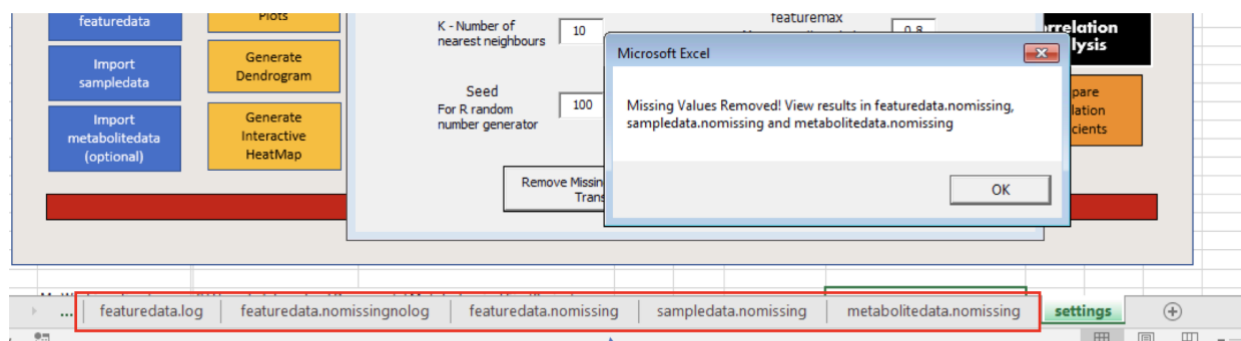 featuredata
Plots
Import
sampledata
Generate
Dendrogram
Import
metabolitedata
(optional)
Generate
Interactive
HeatMap
K - Number of
nearest neighbours
10
Seed
For R random
number generator
100
featuremax
0.8
Remove Missin
Trans
Microsoft Excel
Missing Values Removed! View results in featuredata.nomissing,
sampledata.nomissing and metabolitedata.nomissing
OK
rrelation
lysis
pare
lation
cients
... featuredata.log featuredata.nomissingnolog featuredata.nomissing sampledata.nomissing metabolitedata.nomissing settings